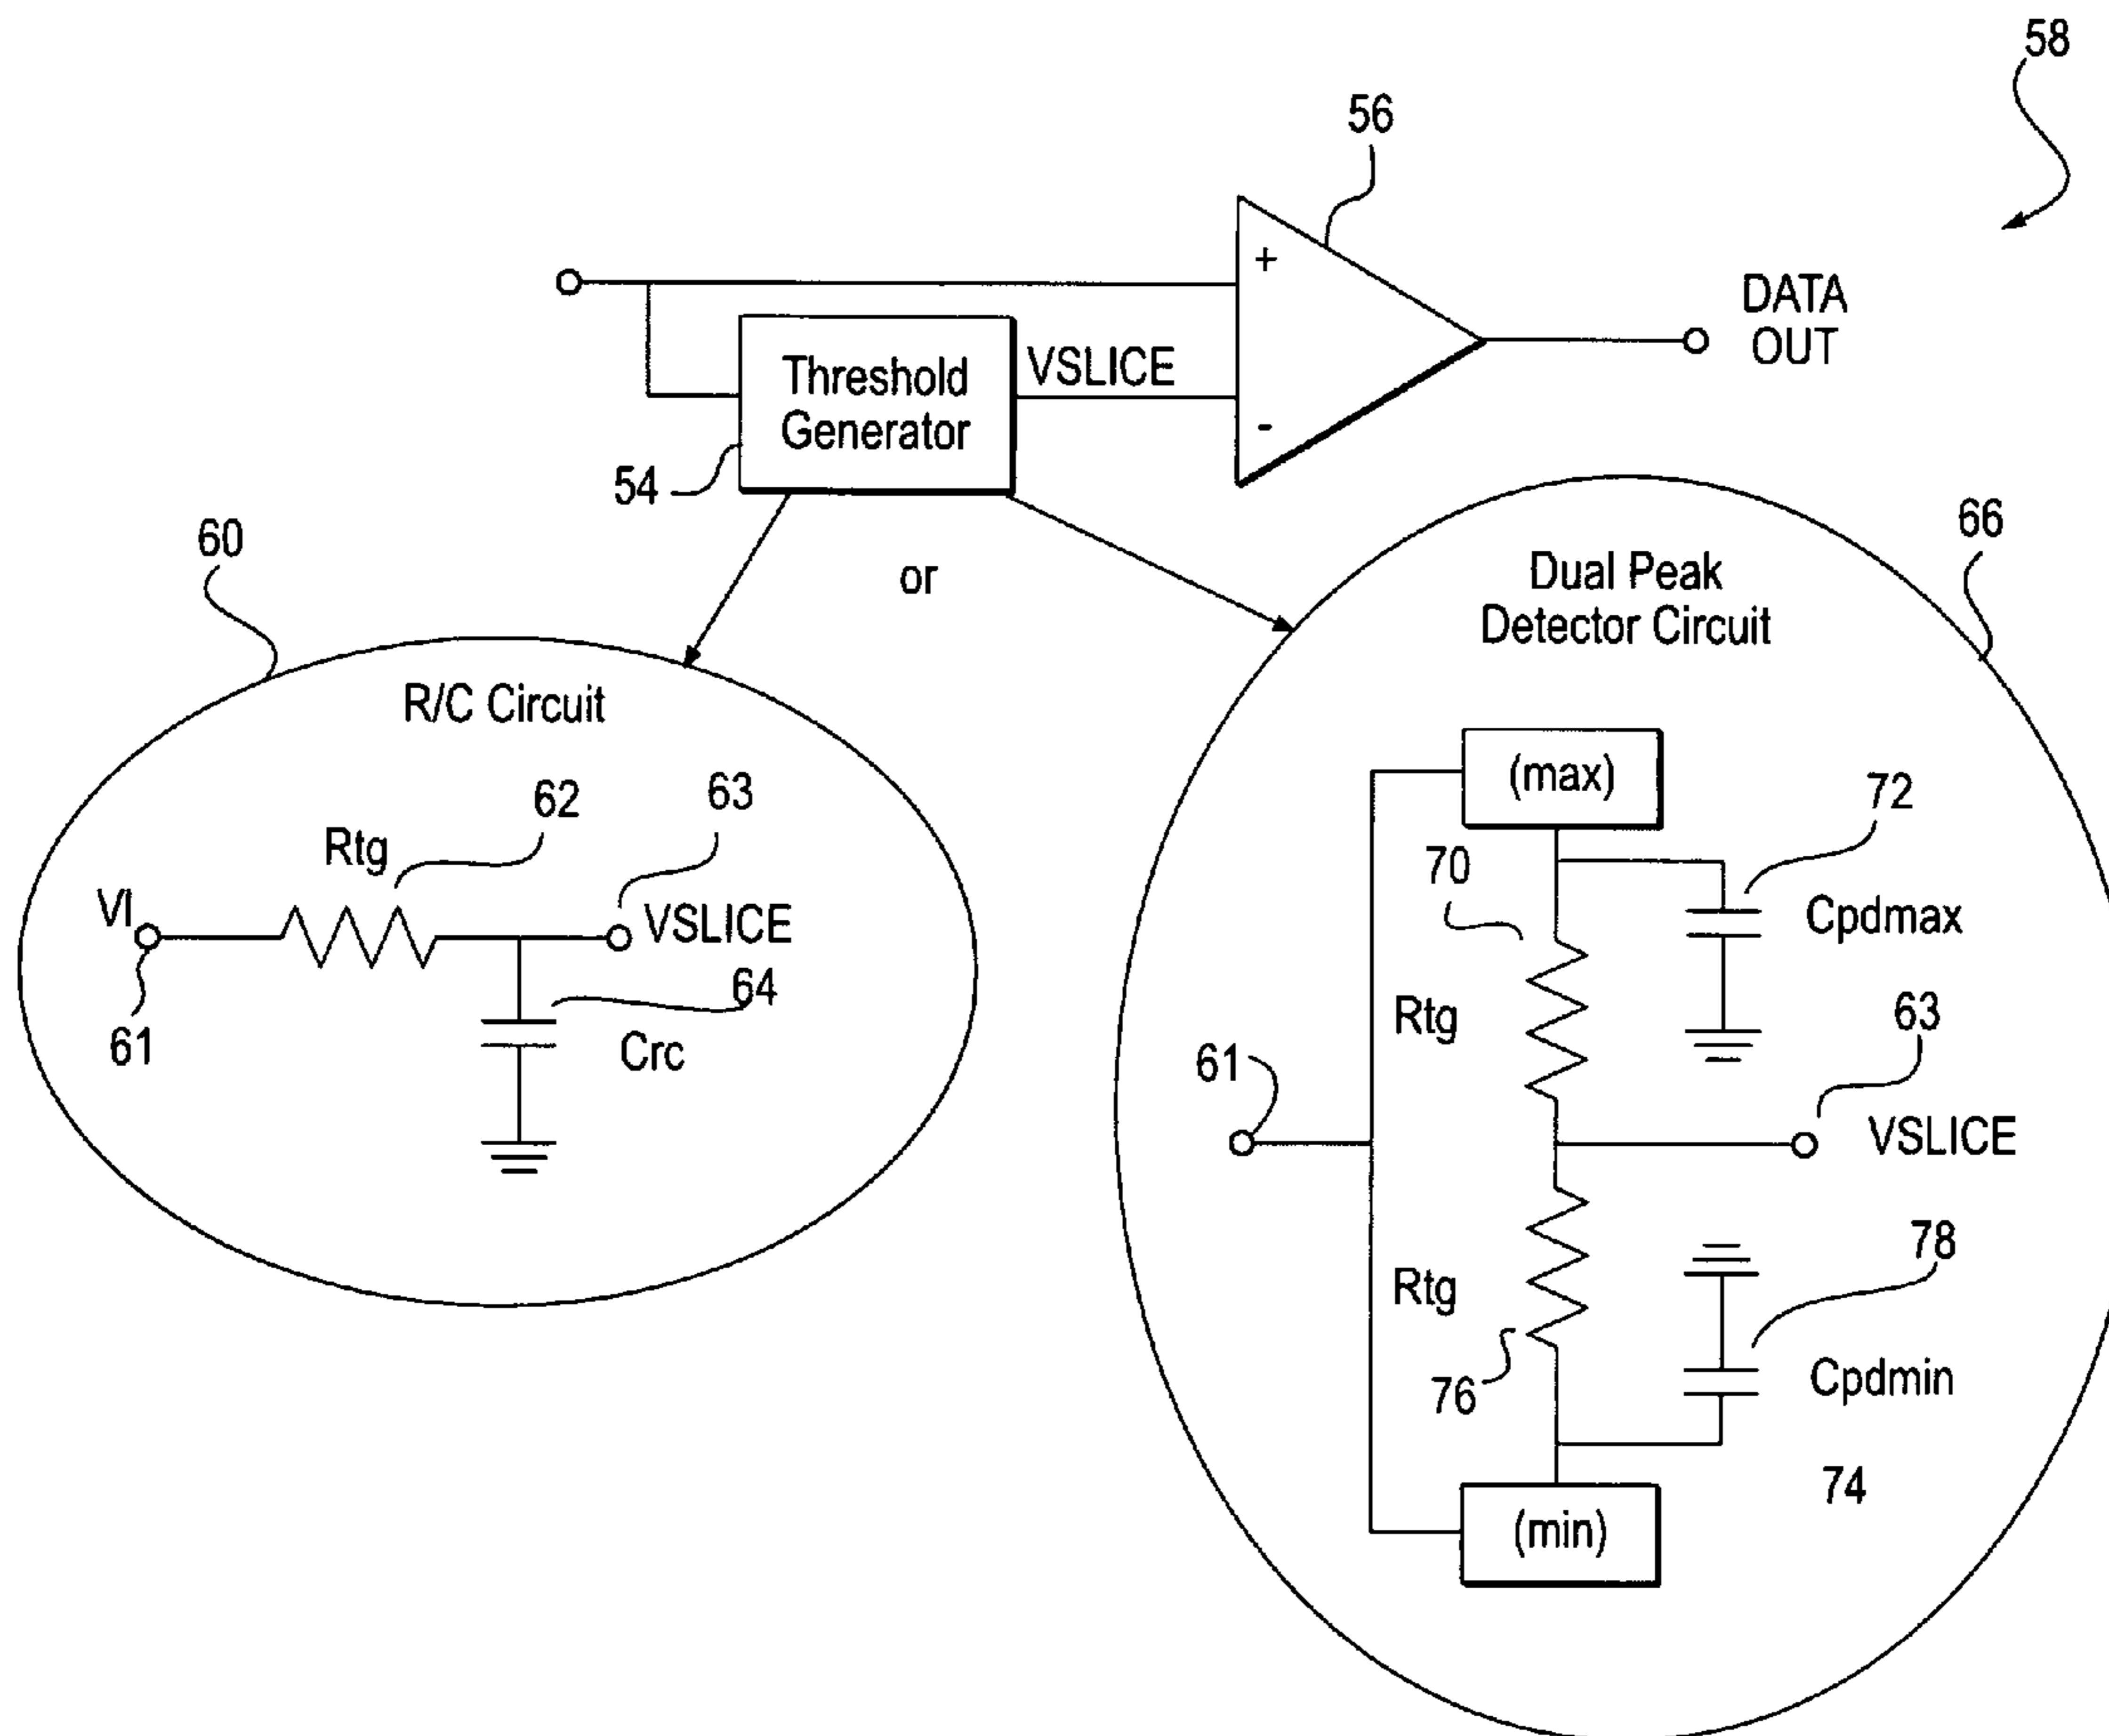 58
56
+
DATA
OUT
Threshold
Generator
VSLICE
-
54
60
or
66
Dual Peak
Detector Circuit
R/C Circuit
(max)
62
63
72
Rtg
70
VI
VSLICE
Cpdmax
64
61
Crc
Rtg
63
61
VSLICE
78
Rtg
76
Cpdmin
74
(min)